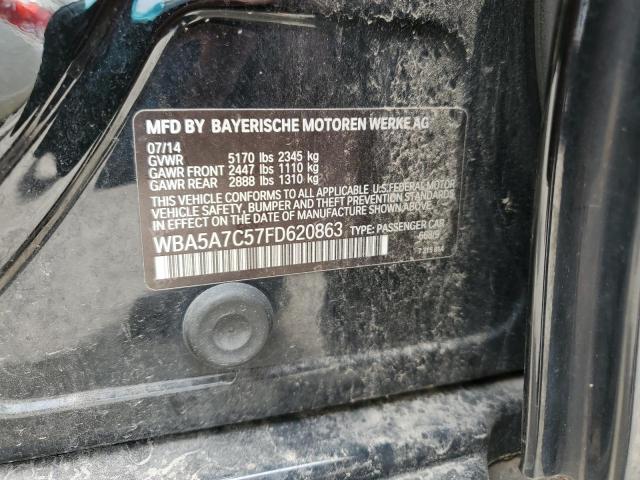 MFD BY BAYERISCHE MOTOREN WERKE AG
07/14
GVWR 5170 lbs 2345 kg
GAWR FRONT 2447 lbs 1110 kg
GAWR REAR 2888 lbs 1310 kg
THIS VEHICLE CONFORMS TO ALL APPLICABLE U.S. FEDERAL MOTOR
VEHICLE SAFETY, BUMPER AND THEFT PREVENTION
STANDARDS IN EFFECT ON THE DATE OF MANUFACTURE SHOWN ABOVE.
WBA5A7C57FD620863 TYPE: PASSENGER CAR